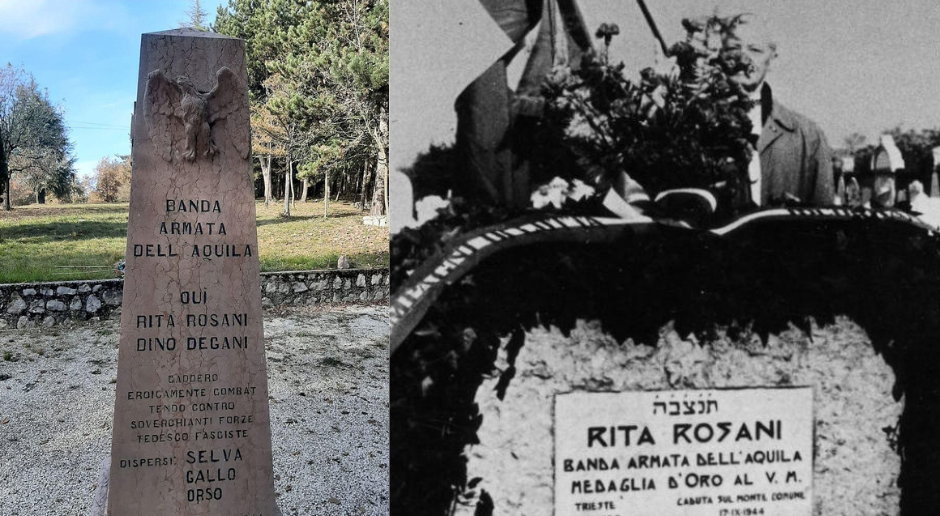 BANDA
ARMATA
DELL'AQUILA
QUI
RITA ROSANI
DINO DEGANI
CADDERO
EROICAMENTE COMBAT
TENDO CONTRO
SOVERCHIANTI FORZE
TEDESCO FASCISTE
DISPERSI: SELVA
GALLO
ORSO
תנצבה
RITA ROSANI
BANDA ARMATA DELL'AQUILA
MEDAGLIA D'ORO AL V. M.
TRIESTE CADUTA SUL MONTE COMUNE
17-IX-1944